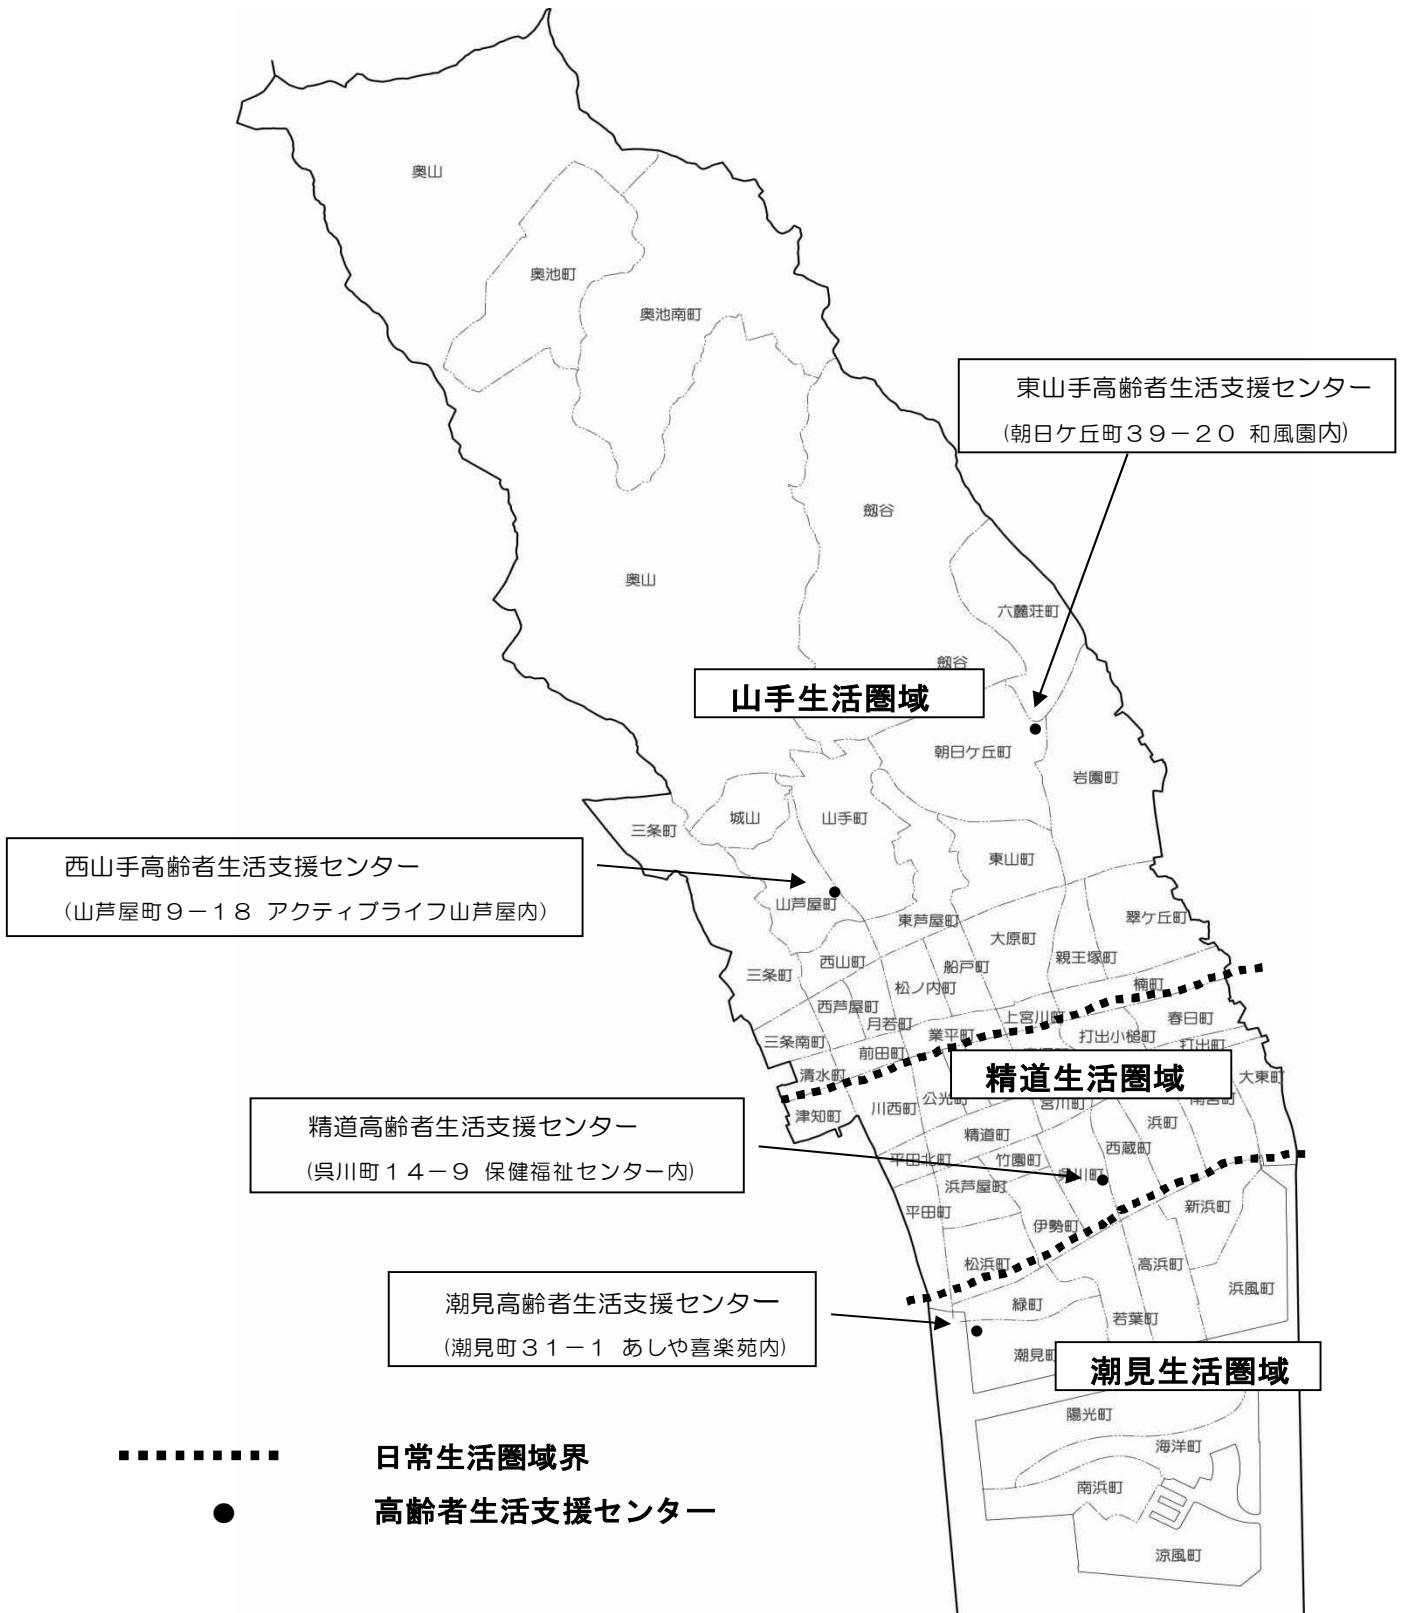 奥山
奥池町
奥池南町
東山手高齢者生活支援センター
(朝日ケ丘町３９－２０ 和風園内)
劔谷
奥山
六麓荘町
劔谷
山手生活圏域
朝日ケ丘町
岩園町
城山
山手町
三条町
東山町
西山手高齢者生活支援センター
(山芦屋町９－１８ アクティブライフ山芦屋内)
山芦屋町
東芦屋町
翠ケ丘町
大原町
親王塚町
西山町
船戸町
三条町
松ノ内町
楠町
西芦屋町
月若町
上宮川町
春日町
業平町
打出小槌町
三条南町
前田町
打出町
清水町
精道生活圏域
大東町
公光町
川西町
宮川町
津知町
浜町
精道高齢者生活支援センター
(呉川町１４－９ 保健福祉センター内)
精道町
西蔵町
平田北町
竹園町
呉川町
浜芦屋町
平田町
新浜町
伊勢町
松浜町
高浜町
浜風町
潮見高齢者生活支援センター
(潮見町３１－１ あしや喜楽苑内)
緑町
若葉町
潮見町
潮見生活圏域
陽光町
海洋町
南浜町
涼風町
日常生活圏域界
高齢者生活支援センター